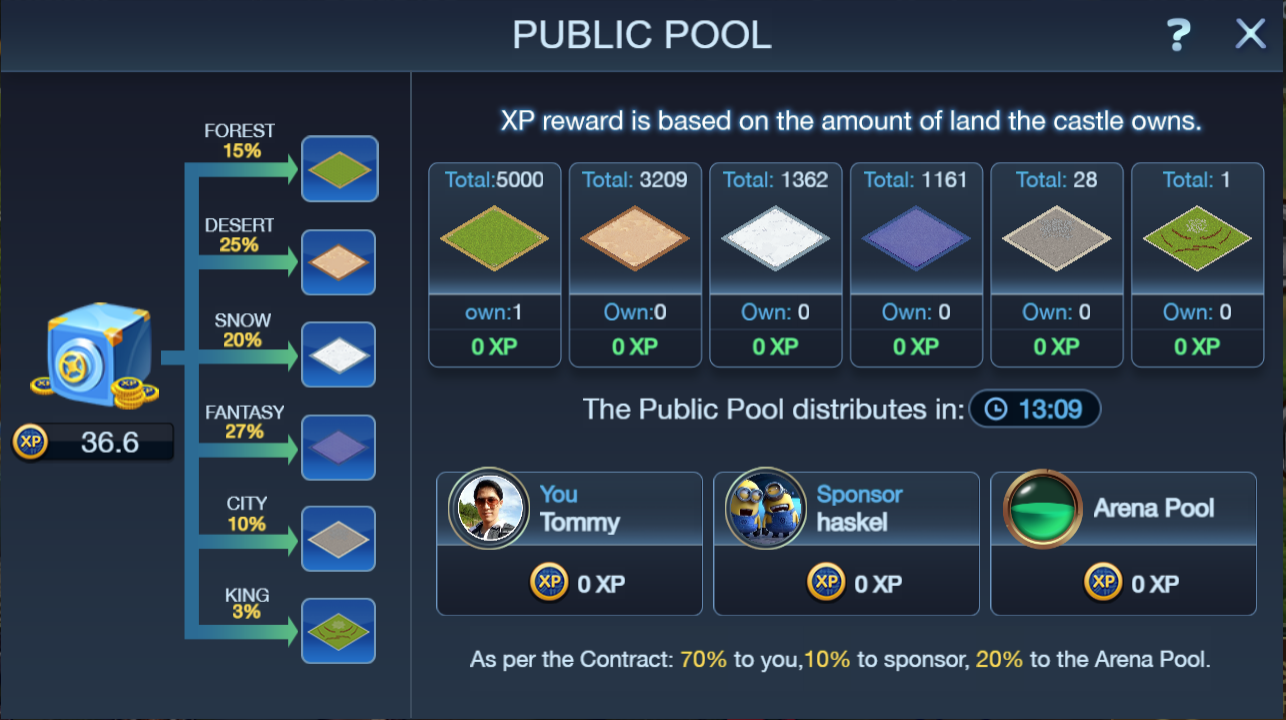 PUBLIC POOL
?
FOREST
15%
DESERT
25%
SNOW
20%
FANTASY
27%
CITY
10%
KING
3%
XP
36.6
XP reward is based on the amount of land the castle owns.
Total:5000
own:1
0 XP
Total: 3209
Own:0
0 XP
Total: 1362
Own: 0
0 XP
Total: 1161
Own: 0
0 XP
Total: 28
Own: 0
0 XP
Total: 1
Own: 0
0 XP
The Public Pool distributes in: 13:09
You
Tommy
XP 0 XP
Sponsor
haskel
XP 0 XP
Arena Pool
XP 0 XP
As per the Contract: 70% to you,10% to sponsor, 20% to the Arena Pool.